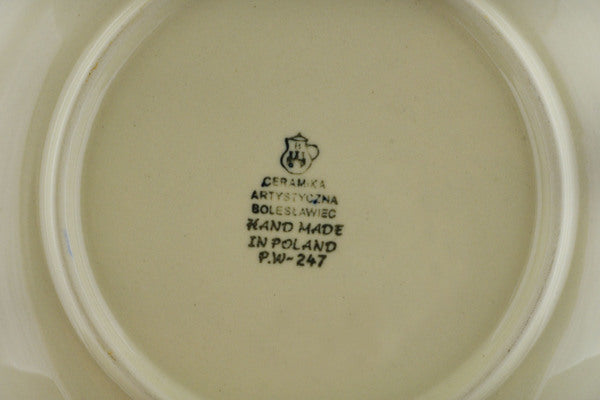 CERAMIKA
ARTYSTYCZNA
BOLESŁAWIEC
HAND MADE
IN POLAND
P.W-247